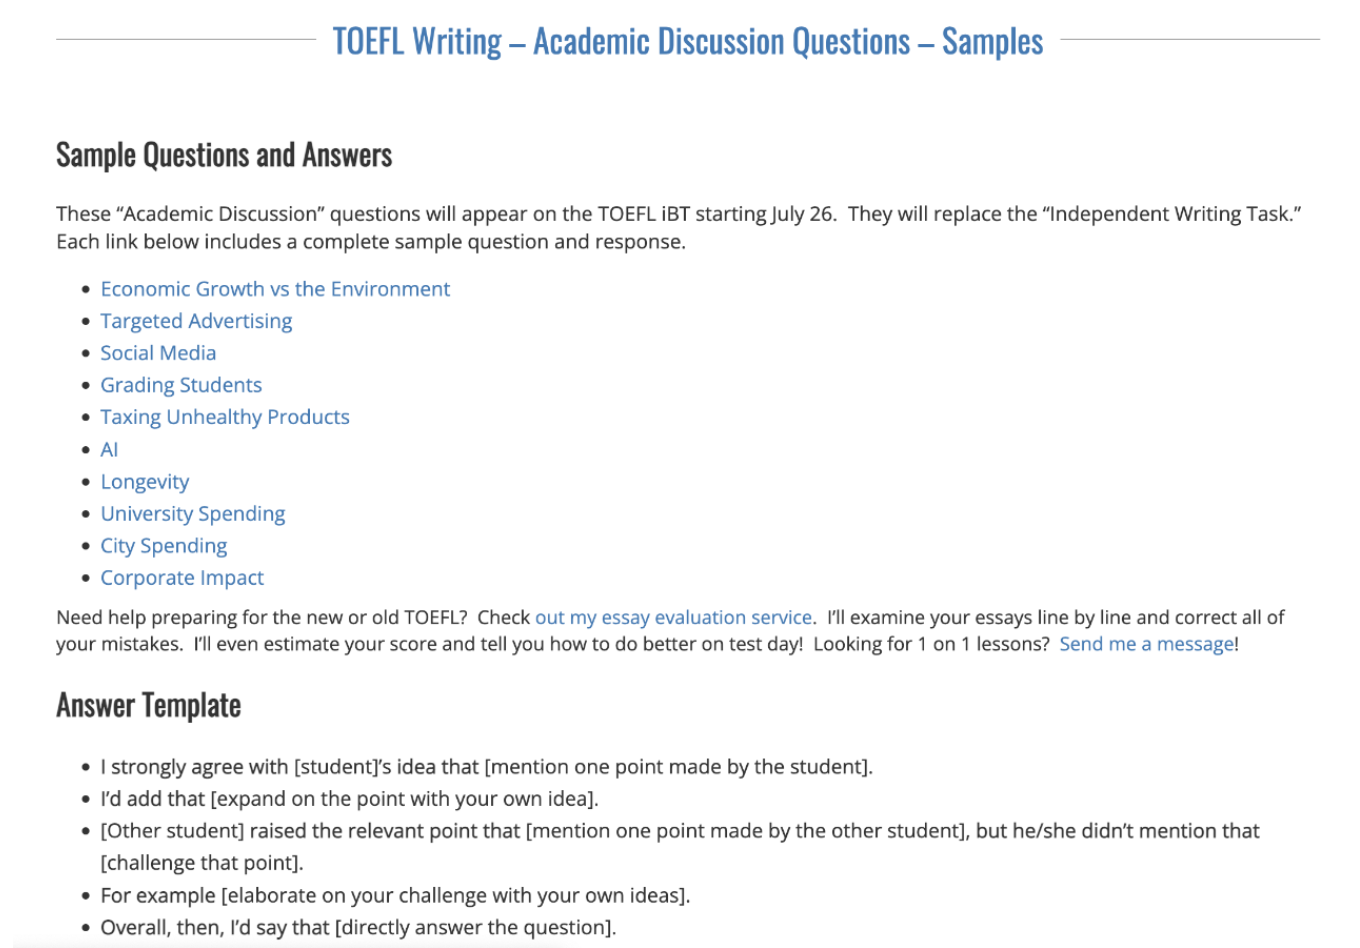 TOEFL Writing – Academic Discussion Questions – Samples
Sample Questions and Answers
These “Academic Discussion” questions will appear on the TOEFL iBT starting July 26.  They will replace the “Independent Writing Task.”
Each link below includes a complete sample question and response.
• Economic Growth vs the Environment
• Targeted Advertising
• Social Media
• Grading Students
• Taxing Unhealthy Products
• AI
• Longevity
• University Spending
• City Spending
• Corporate Impact
Need help preparing for the new or old TOEFL?  Check out my essay evaluation service.  I’ll examine your essays line by line and correct all of
your mistakes.  I’ll even estimate your score and tell you how to do better on test day!  Looking for 1 on 1 lessons?  Send me a message!
Answer Template
• I strongly agree with [student]’s idea that [mention one point made by the student].
• I’d add that [expand on the point with your own idea].
• [Other student] raised the relevant point that [mention one point made by the other student], but he/she didn’t mention that
[challenge that point].
• For example [elaborate on your challenge with your own ideas].
• Overall, then, I’d say that [directly answer the question].